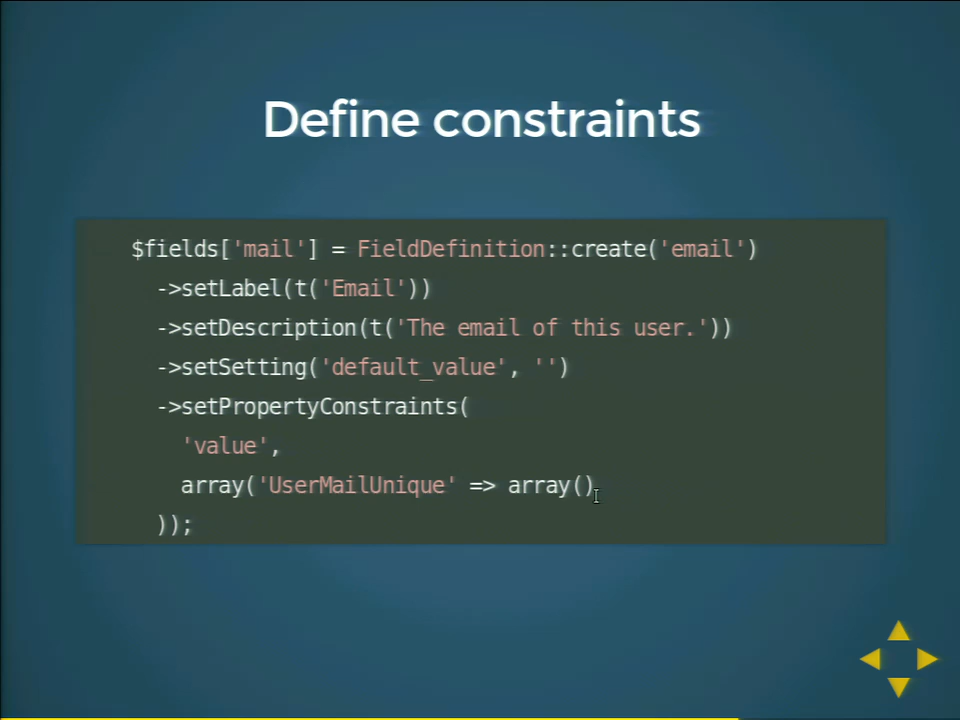 Define constraints
$fields['mail'] = FieldDefinition::create('email')
->setLabel(t('Email'))
->setDescription(t('The email of this user.'))
->setSetting('default_value', '')
->setPropertyConstraints(
'value',
array('UserMailUnique' => array()
));